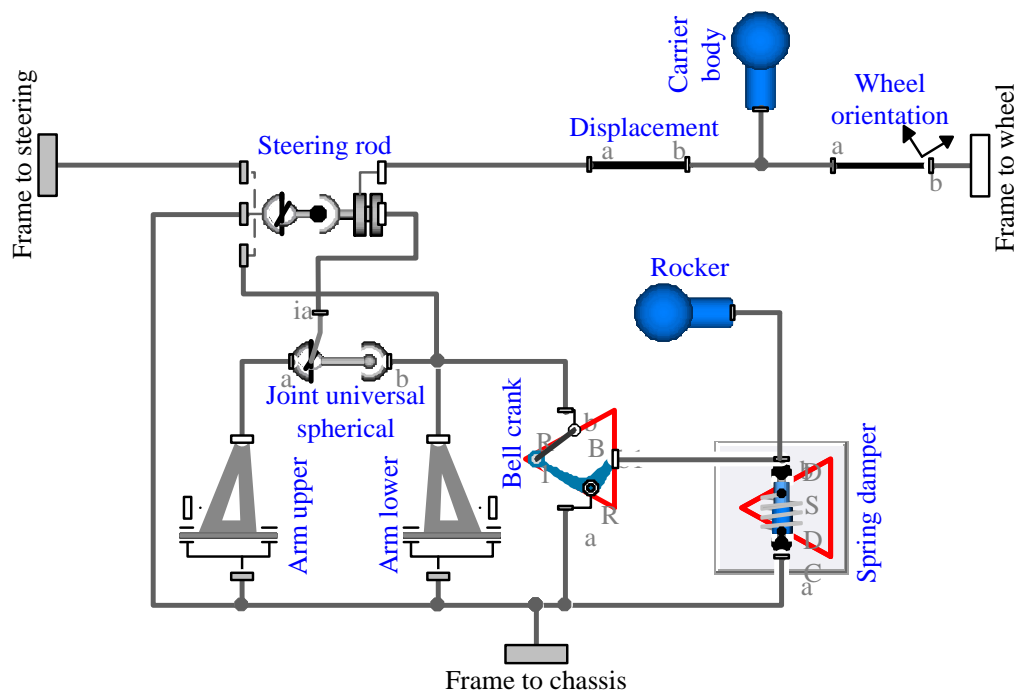 Carrier
body
Wheel
orientation
Displacement
a
b
a
b
Steering rod
Frame to steering
Frame to wheel
Rocker
ia
a
b
Joint universal
spherical
Bell crank
b
R
B
a
R
Arm upper
Arm lower
D
S
D
C
a
Spring damper
Frame to chassis